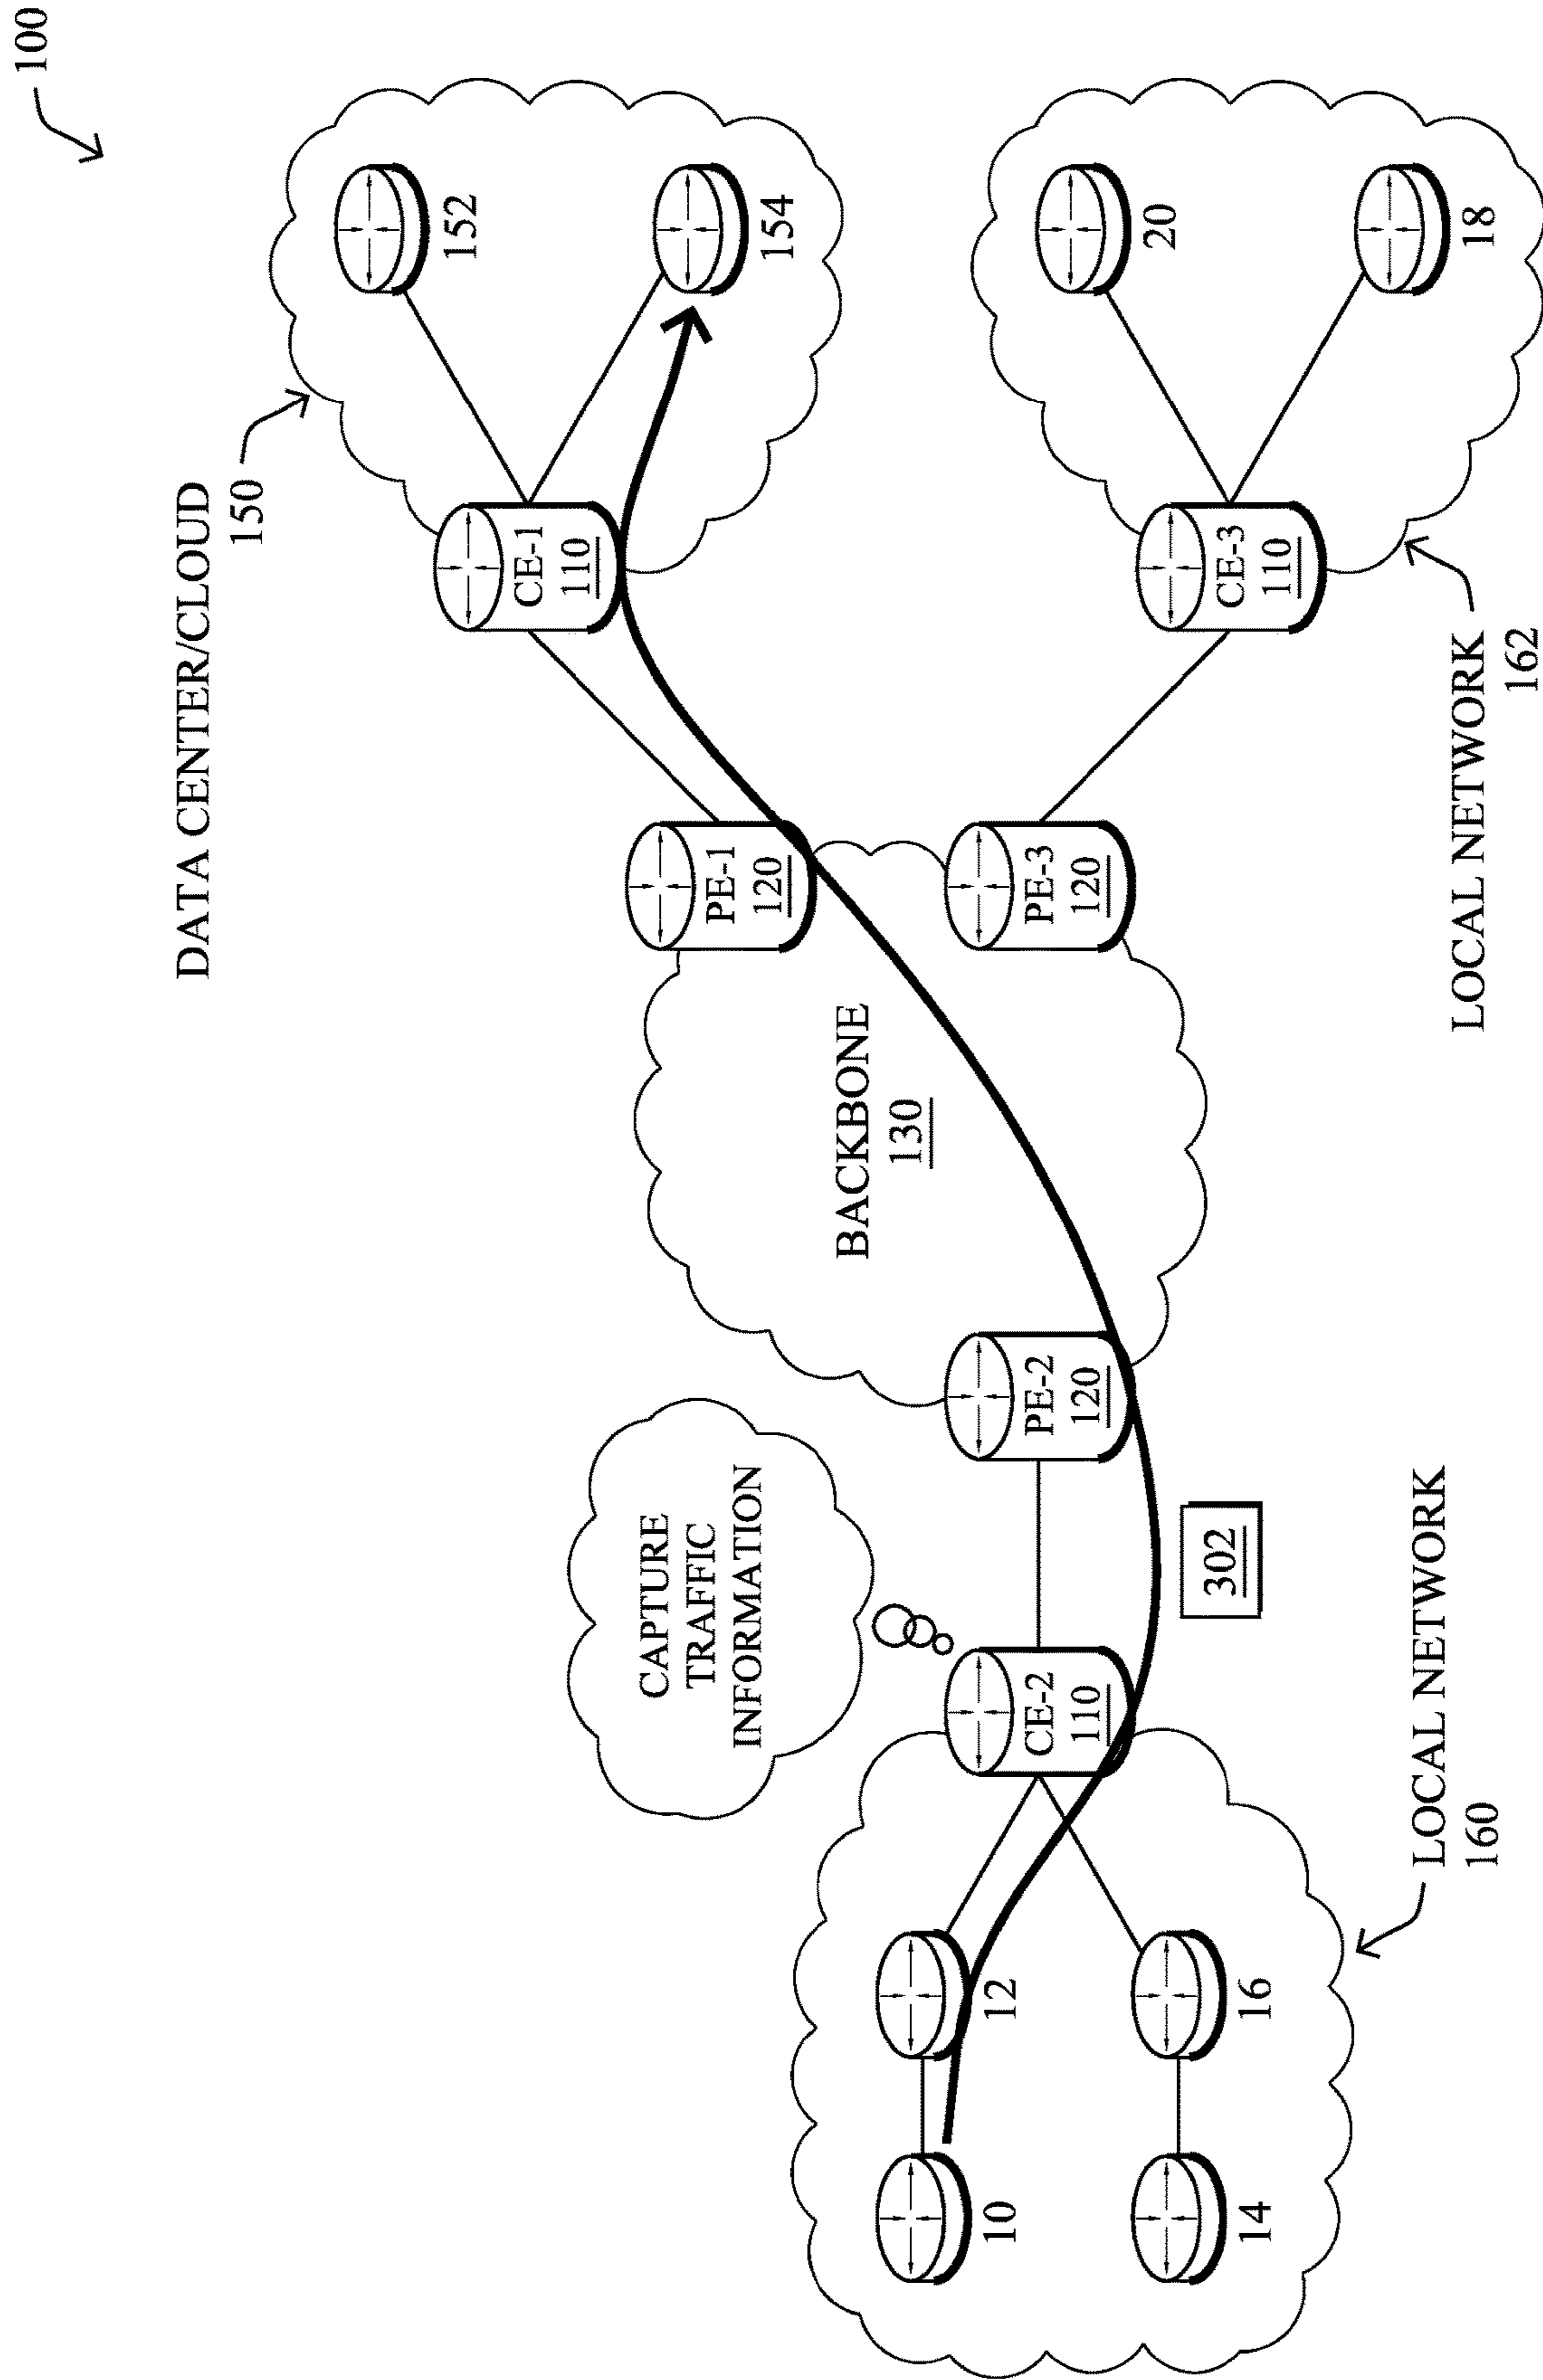 100
DATA CENTER/CLOUD
150
152
154
CE-1
110
PE-1
120
BACKBONE
130
CAPTURE
TRAFFIC
INFORMATION
10
12
14
16
CE-2
110
PE-2
120
302
PE-3
120
CE-3
110
20
18
LOCAL NETWORK
160
LOCAL NETWORK
162